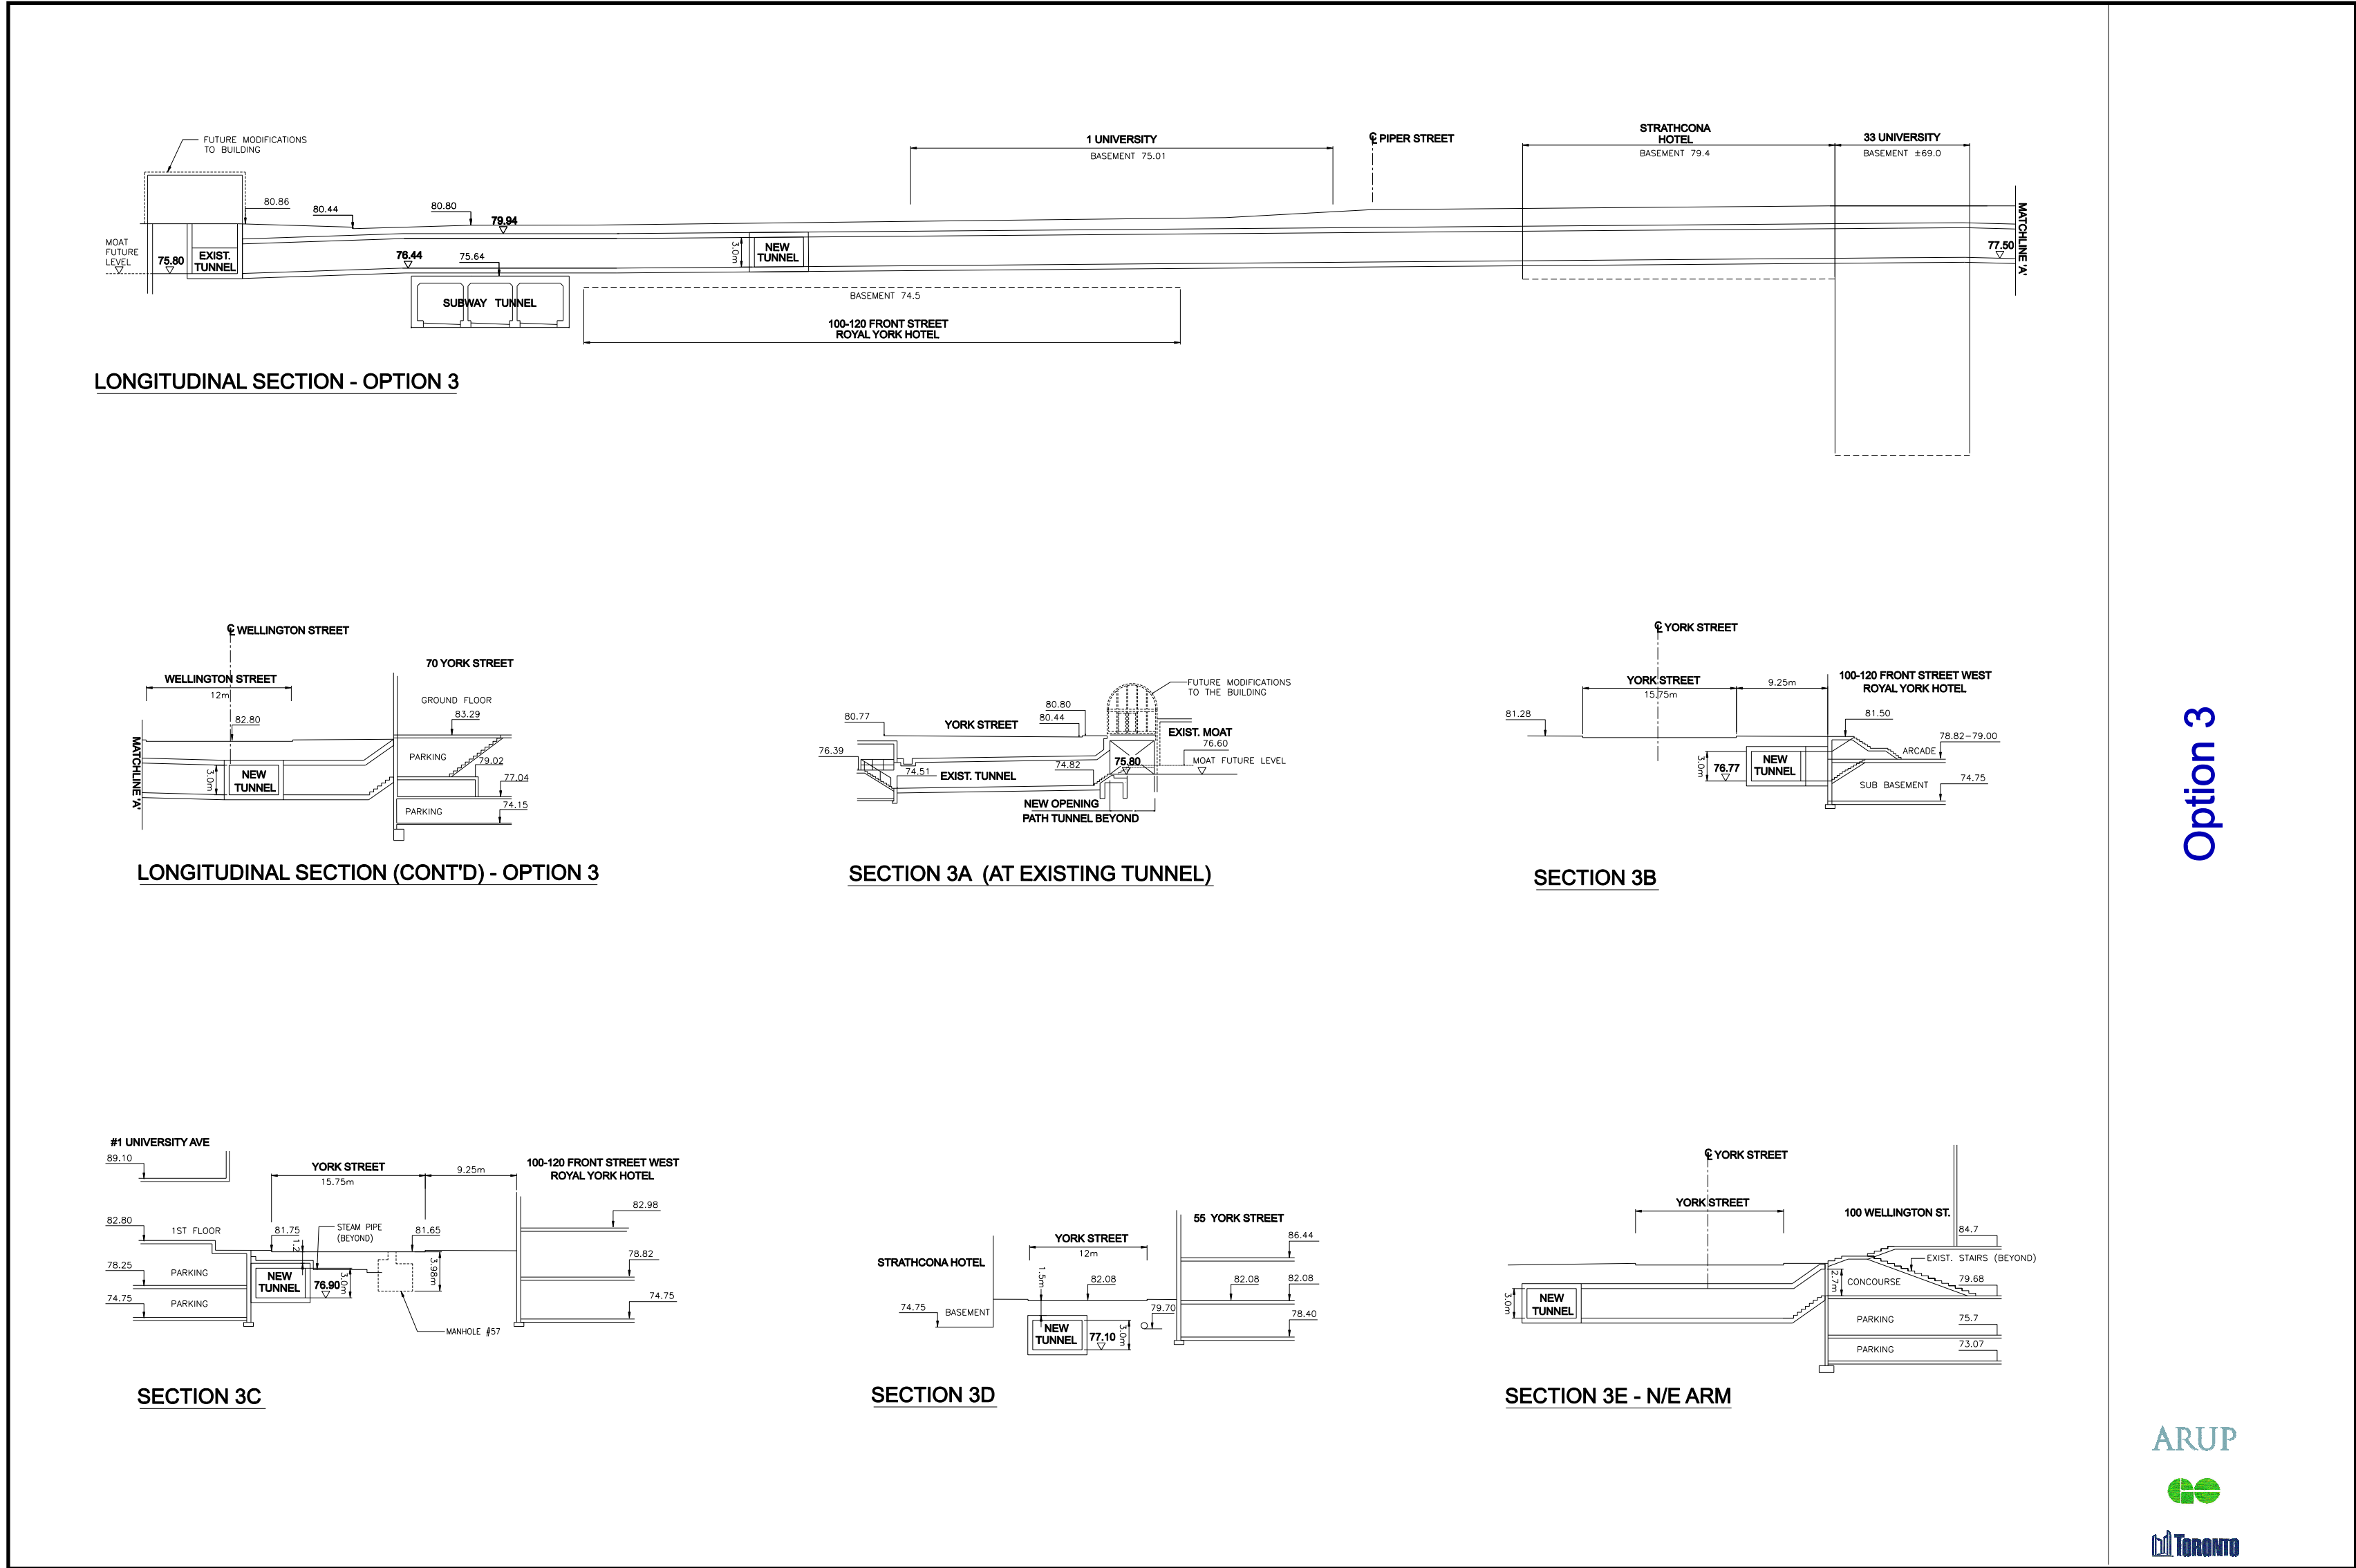 FUTURE MODIFICATIONS
TO BUILDING
1 UNIVERSITY
BASEMENT 75.01
℄ PIPER STREET
STRATHCONA
HOTEL
BASEMENT 79.4
33 UNIVERSITY
BASEMENT ±69.0
80.86
80.44
80.80
79.94
MOAT
FUTURE
LEVEL
75.80
EXIST.
TUNNEL
76.44
75.64
3.0m
NEW
TUNNEL
77.50
MATCHLINE 'A'
SUBWAY TUNNEL
BASEMENT 74.5
100-120 FRONT STREET
ROYAL YORK HOTEL
LONGITUDINAL SECTION - OPTION 3
℄ WELLINGTON STREET
70 YORK STREET
WELLINGTON STREET
12m
GROUND FLOOR
83.29
82.80
MATCHLINE 'A'
PARKING
79.02
3.0m
NEW
TUNNEL
77.04
PARKING
74.15
LONGITUDINAL SECTION (CONT'D) - OPTION 3
FUTURE MODIFICATIONS
TO THE BUILDING
80.80
80.77
YORK STREET
80.44
EXIST. MOAT
76.60
76.39
75.80
MOAT FUTURE LEVEL
74.51
EXIST. TUNNEL
74.82
NEW OPENING
PATH TUNNEL BEYOND
SECTION 3A (AT EXISTING TUNNEL)
℄ YORK STREET
100-120 FRONT STREET WEST
ROYAL YORK HOTEL
YORK STREET
15.75m
9.25m
81.28
81.50
78.82-79.00
ARCADE
3.0m
76.77
NEW
TUNNEL
SUB BASEMENT
74.75
SECTION 3B
#1 UNIVERSITY AVE
89.10
YORK STREET
15.75m
9.25m
100-120 FRONT STREET WEST
ROYAL YORK HOTEL
82.98
82.80
1ST FLOOR
81.75
STEAM PIPE
(BEYOND)
81.65
1.2
78.82
78.25
PARKING
NEW
TUNNEL
76.90
3.0m
3.98m
74.75
PARKING
74.75
MANHOLE #57
SECTION 3C
55 YORK STREET
YORK STREET
12m
86.44
STRATHCONA HOTEL
1.5m
82.08
82.08
82.08
74.75
BASEMENT
79.70
78.40
NEW
TUNNEL
77.10
3.0m
SECTION 3D
℄ YORK STREET
YORK STREET
100 WELLINGTON ST.
84.7
EXIST. STAIRS (BEYOND)
2.7m
CONCOURSE
79.68
3.0m
NEW
TUNNEL
PARKING
75.7
PARKING
73.07
SECTION 3E - N/E ARM
Option 3
ARUP
GO
TORONTO